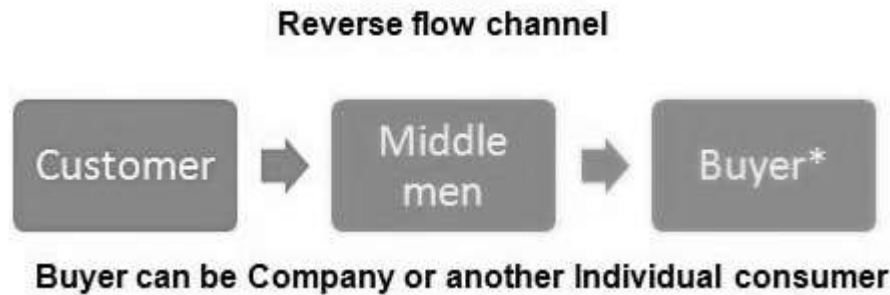 Reverse flow channel
Customer
Middle
men
Buyer*
Buyer can be Company or another Individual consumer